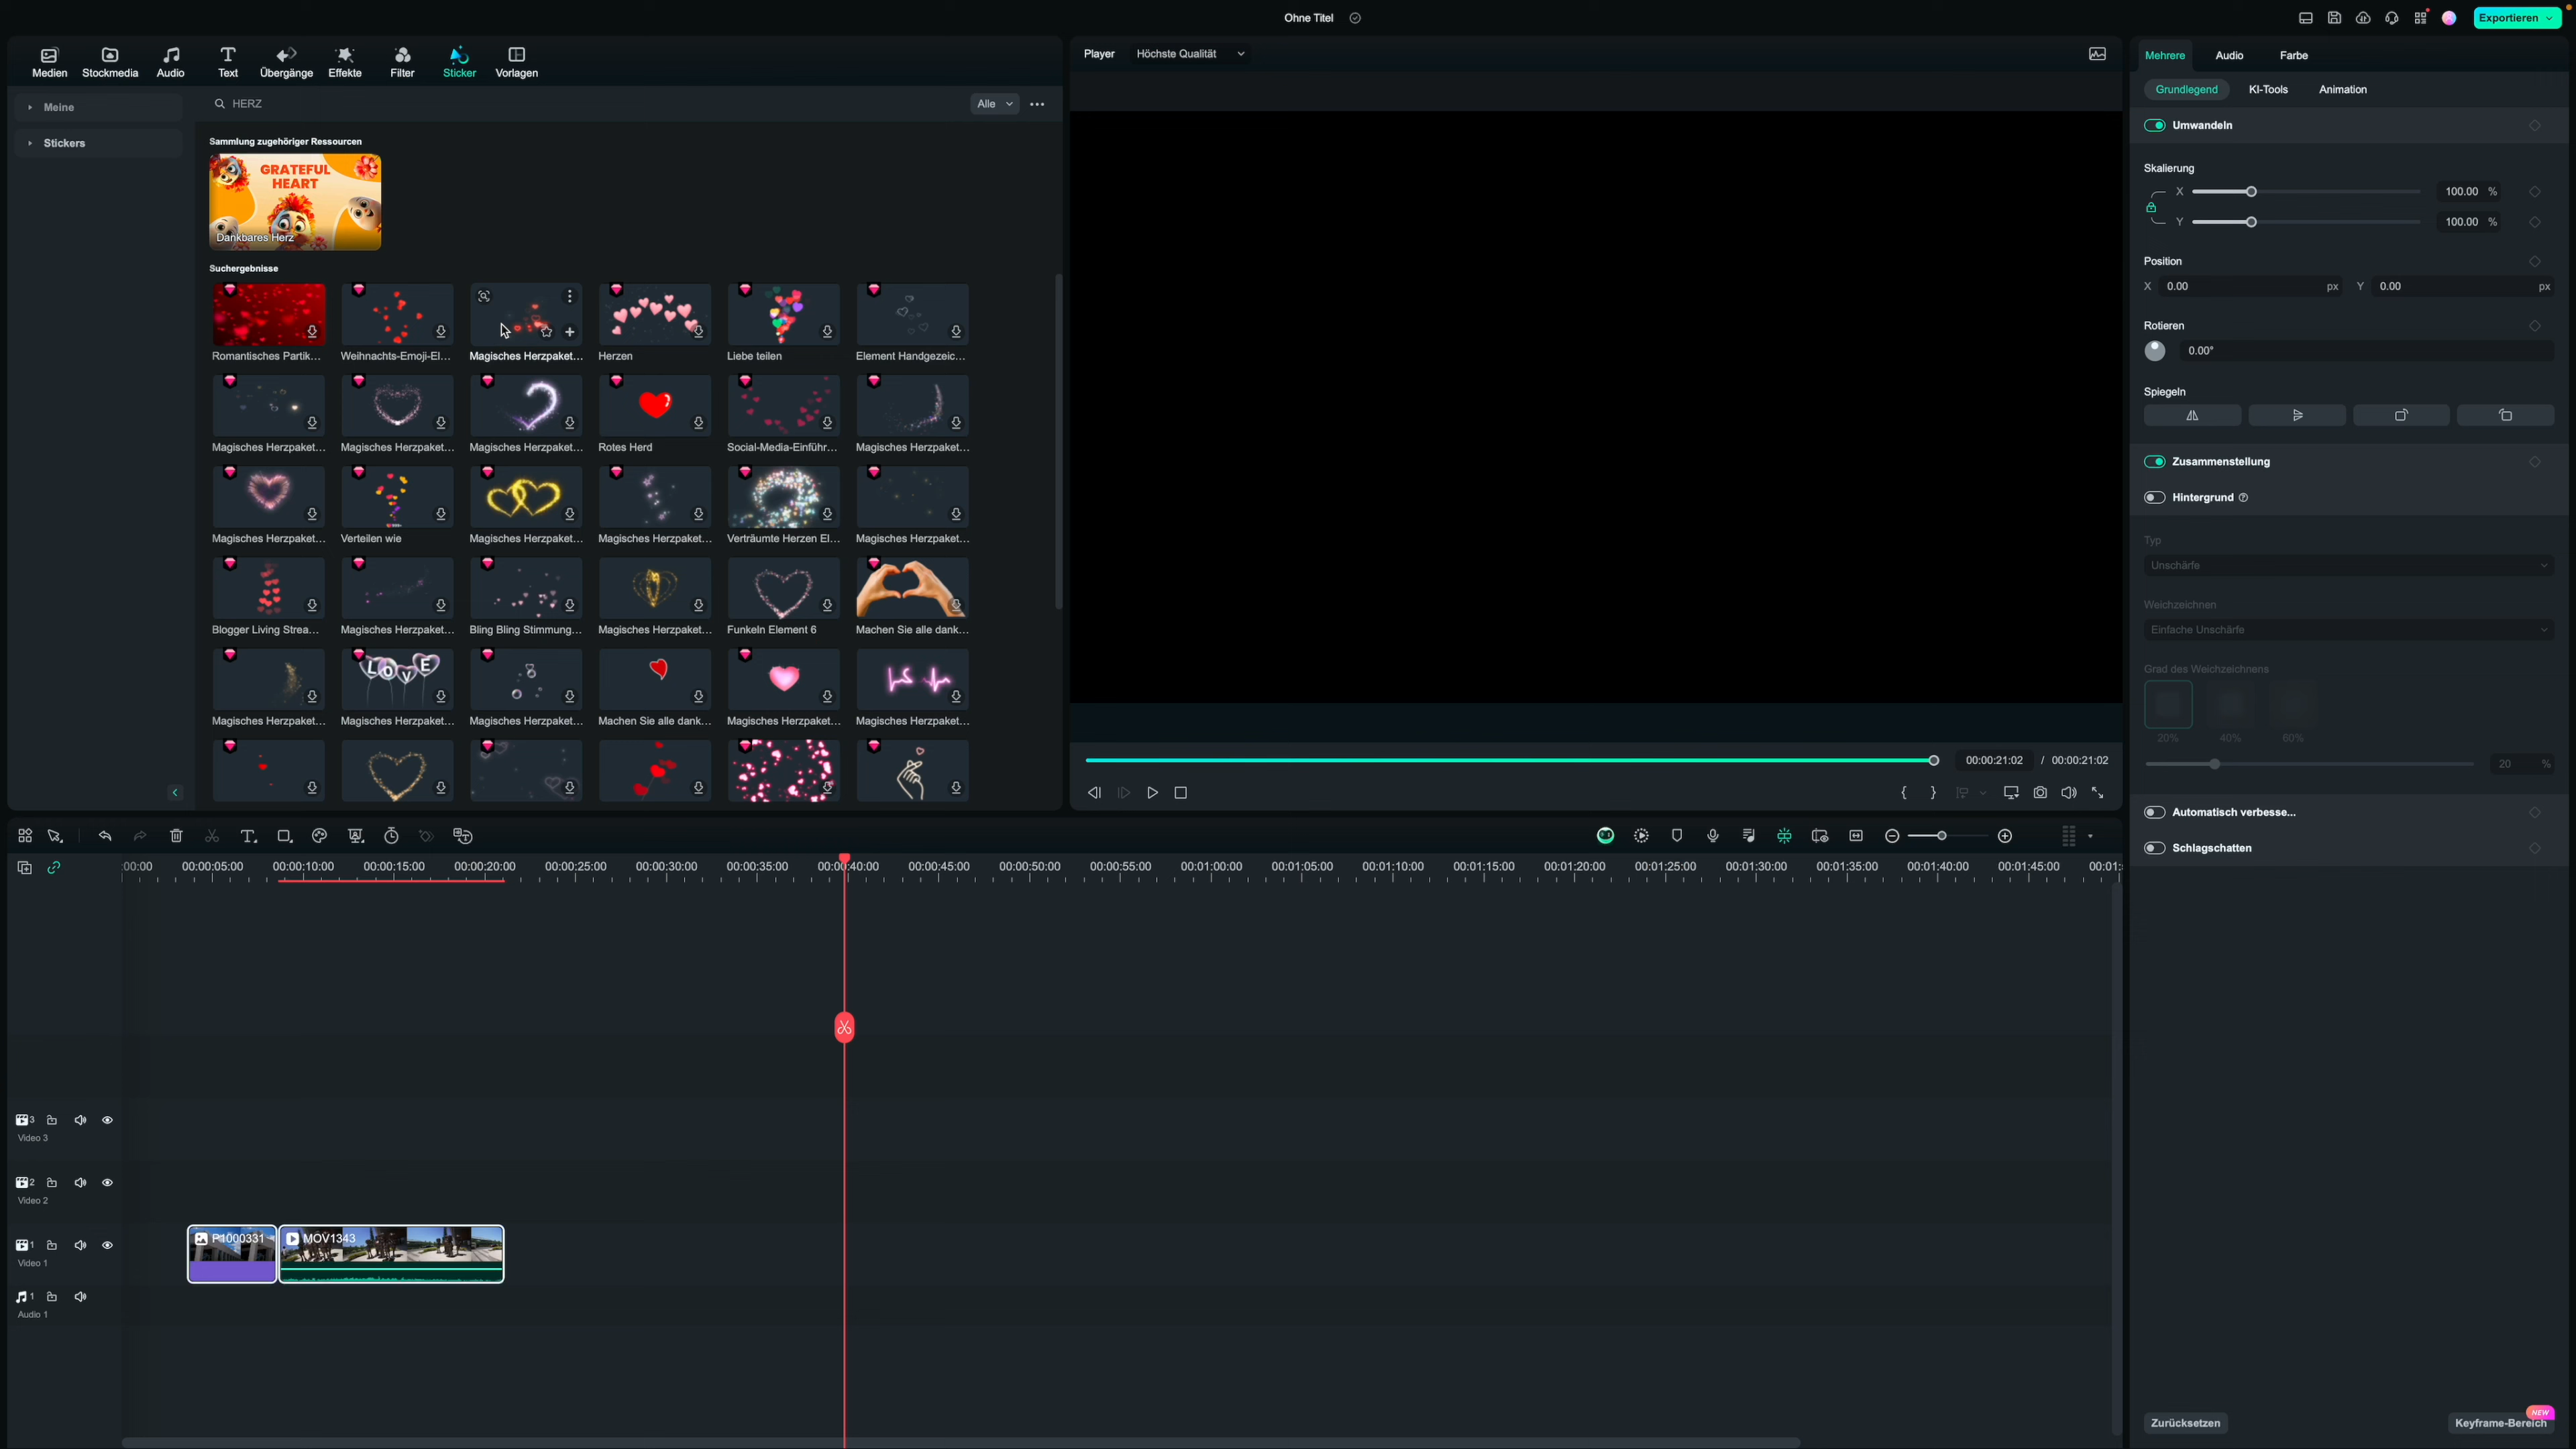 Ohne Titel
Exportieren
Medien
Stockmedia
Audio
Text
Übergänge
Effekte
Filter
Sticker
Vorlagen
Player
Höchste Qualität
Mehrere
Audio
Farbe
Meine
Stickers
HERZ
Alle
Grundlegend
KI-Tools
Animation
Sammlung zugehöriger Ressourcen
GRATEFUL
HEART
Dankbares Herz
Suchergebnisse
Romantisches Partik...
Weihnachts-Emoji-El...
Magisches Herzpaket...
Herzen
Liebe teilen
Element Handgezeic...
Magisches Herzpaket...
Magisches Herzpaket...
Magisches Herzpaket...
Rotes Herd
Social-Media-Einführ...
Magisches Herzpaket...
Magisches Herzpaket...
Verteilen wie
Magisches Herzpaket...
Magisches Herzpaket...
Verträumte Herzen El...
Magisches Herzpaket...
Blogger Living Strea...
Magisches Herzpaket...
Bling Bling Stimmung...
Magisches Herzpaket...
Funkeln Element 6
Machen Sie alle dank...
LOVE
Magisches Herzpaket...
Magisches Herzpaket...
Magisches Herzpaket...
Machen Sie alle dank...
Magisches Herzpaket...
Magisches Herzpaket...
00:00:21:02 / 00:00:21:02
Umwandeln
Skalierung
X 100.00 %
Y 100.00 %
Position
X 0.00 px Y 0.00 px
Rotieren
0.00°
Spiegeln
Zusammenstellung
Hintergrund
Typ
Unschärfe
Weichzeichnen
Einfache Unschärfe
Grad des Weichzeichnens
20% 40% 60%
20 %
Automatisch verbesse...
Schlagschatten
:00:00 00:00:05:00 00:00:10:00 00:00:15:00 00:00:20:00 00:00:25:00 00:00:30:00 00:00:35:00 00:00:40:00 00:00:45:00 00:00:50:00 00:00:55:00 00:01:00:00 00:01:05:00 00:01:10:00 00:01:15:00 00:01:20:00 00:01:25:00 00:01:30:00 00:01:35:00 00:01:40:00 00:01:45:00 00:01:
3
Video 3
2
Video 2
1
Video 1
P1000331
MOV1343
1
Audio 1
Zurücksetzen
Keyframe-Bereich
NEW